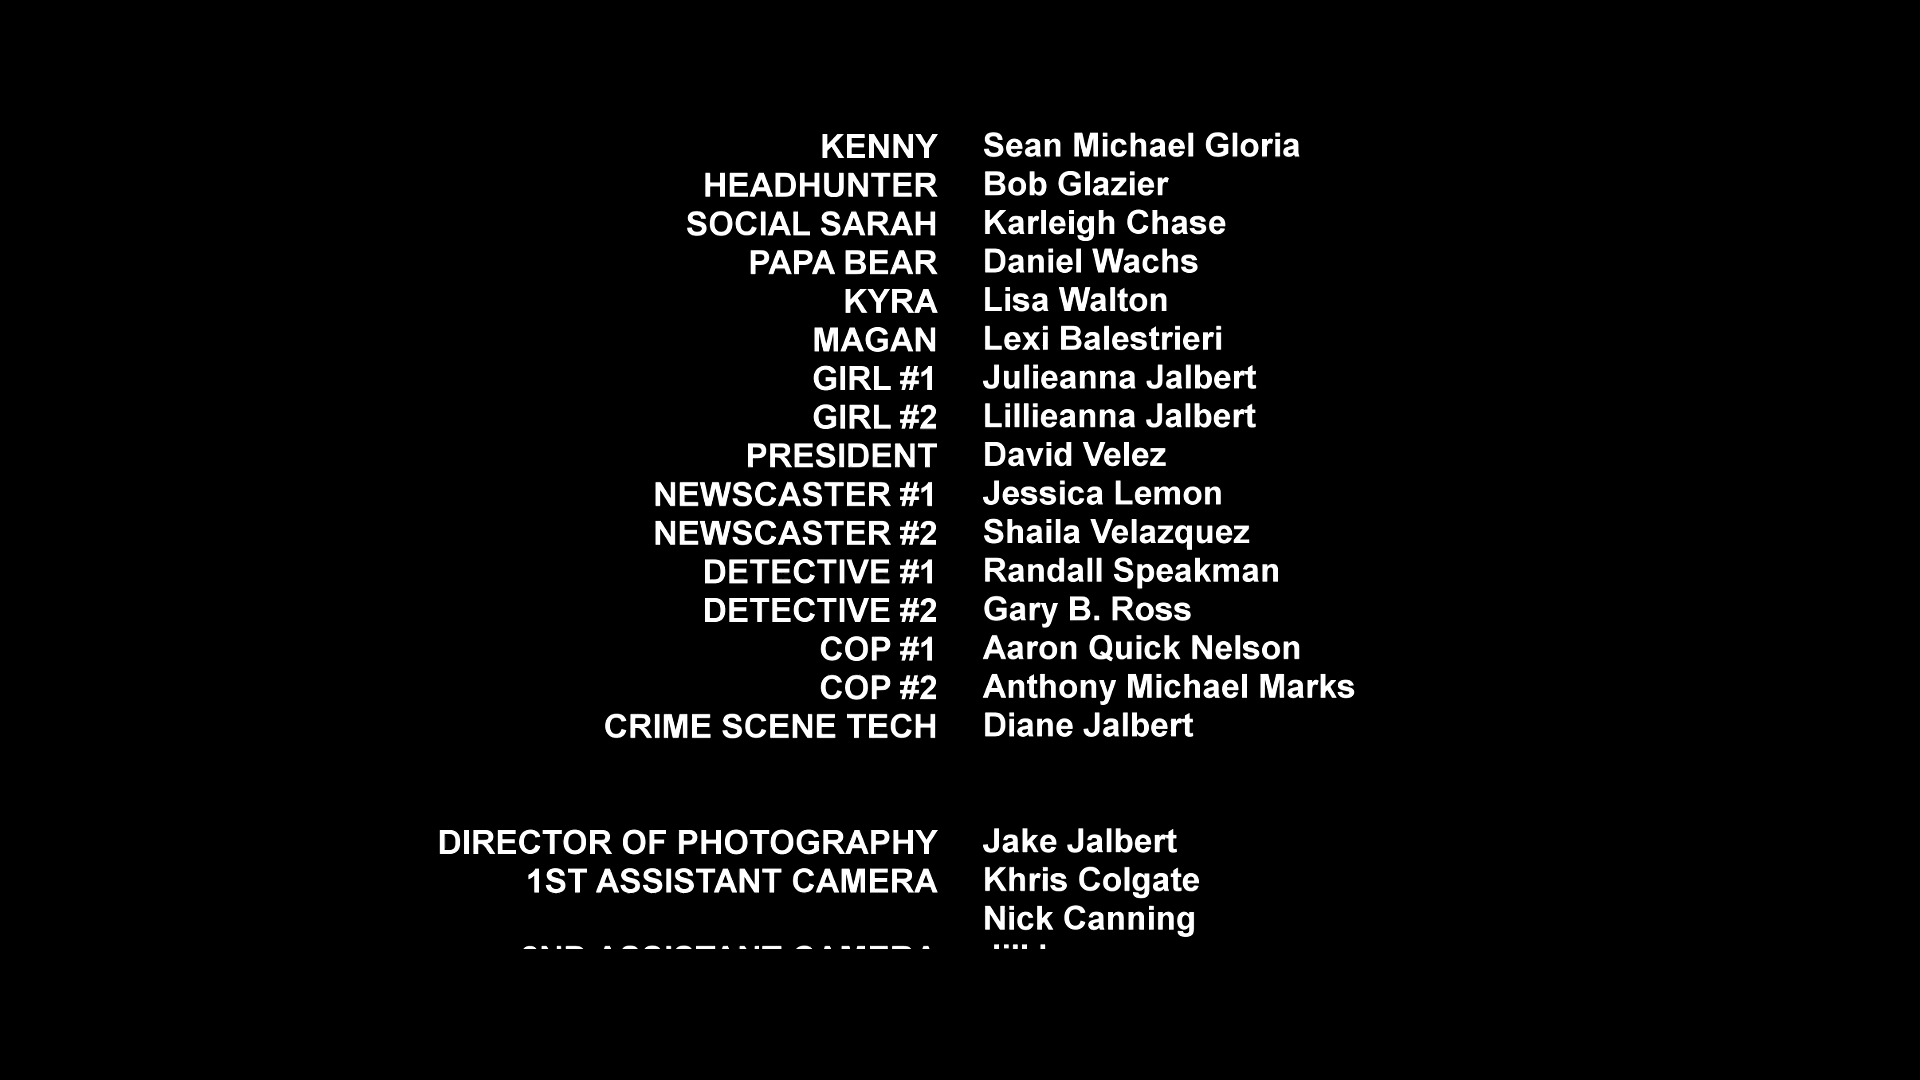 KENNY Sean Michael Gloria
HEADHUNTER Bob Glazier
SOCIAL SARAH Karleigh Chase
PAPA BEAR Daniel Wachs
KYRA Lisa Walton
MAGAN Lexi Balestrieri
GIRL #1 Julieanna Jalbert
GIRL #2 Lillieanna Jalbert
PRESIDENT David Velez
NEWSCASTER #1 Jessica Lemon
NEWSCASTER #2 Shaila Velazquez
DETECTIVE #1 Randall Speakman
DETECTIVE #2 Gary B. Ross
COP #1 Aaron Quick Nelson
COP #2 Anthony Michael Marks
CRIME SCENE TECH Diane Jalbert
DIRECTOR OF PHOTOGRAPHY Jake Jalbert
1ST ASSISTANT CAMERA Khris Colgate
Nick Canning
2ND ASSISTANT CAMERA